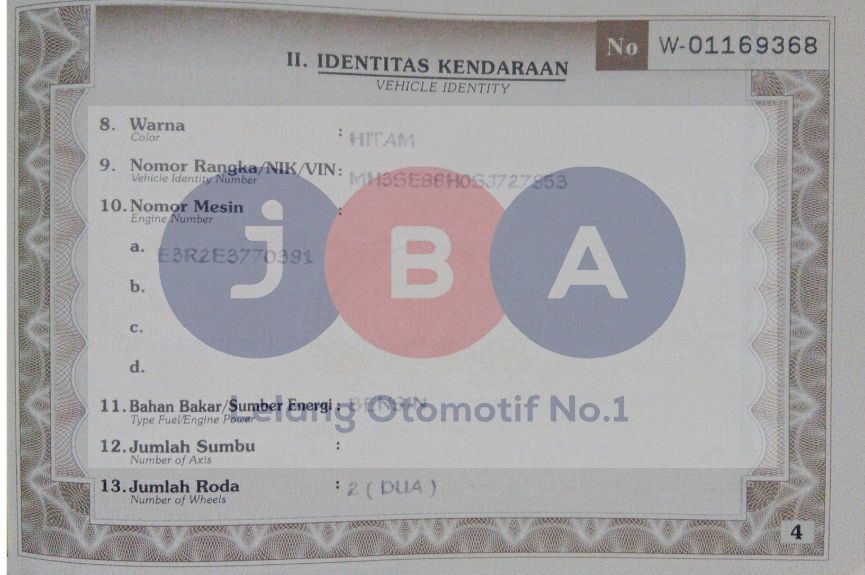 No W-01169368
II. IDENTITAS KENDARAAN
VEHICLE IDENTITY
8. Warna : HITAM
Color
9. Nomor Rangka/NIK/VIN :
Vehicle Identity Number
10. Nomor Mesin :
Engine Number
a. E3R2E3770391
b.
c.
d.
jBA
11. Bahan Bakar/Sumber Energi : BENSIN
Type Fuel/Engine Power
Lelang Otomotif No.1
12. Jumlah Sumbu :
Number of Axis
13. Jumlah Roda : 2 ( DUA )
Number of Wheels
4